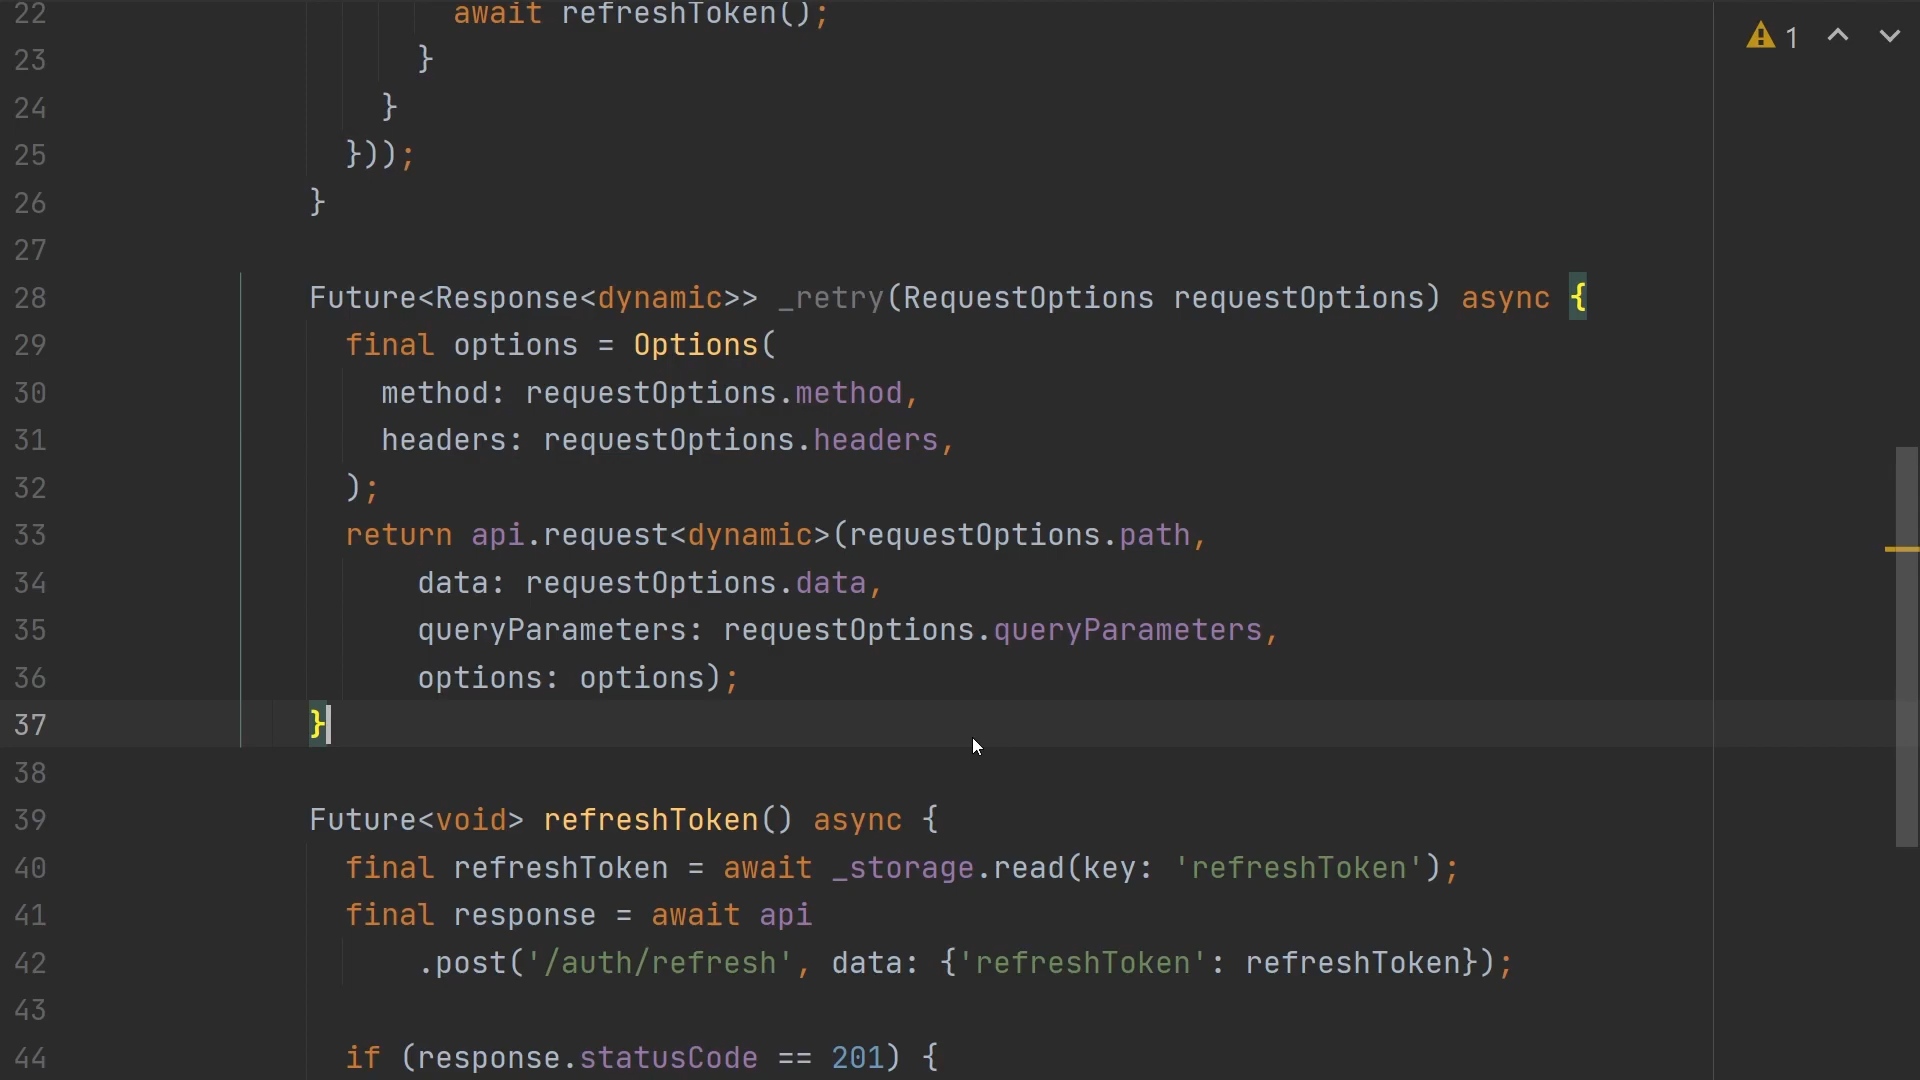 1
22 await refreshToken();
23 }
24 }
25 }));
26 }
27
28 Future<Response<dynamic>> _retry(RequestOptions requestOptions) async {
29 final options = Options(
30 method: requestOptions.method,
31 headers: requestOptions.headers,
32 );
33 return api.request<dynamic>(requestOptions.path,
34 data: requestOptions.data,
35 queryParameters: requestOptions.queryParameters,
36 options: options);
37 }
38
39 Future<void> refreshToken() async {
40 final refreshToken = await _storage.read(key: 'refreshToken');
41 final response = await api
42 .post('/auth/refresh', data: {'refreshToken': refreshToken});
43
44 if (response.statusCode == 201) {